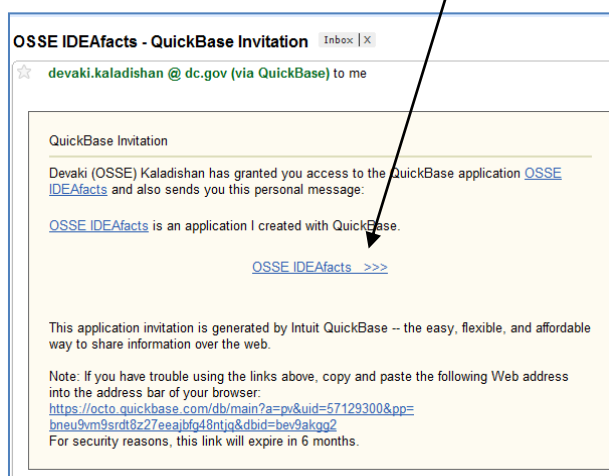 OSSE IDEAfacts - QuickBase Invitation Inbox | X
devaki.kaladishan @ dc.gov (via QuickBase) to me
QuickBase Invitation
Devaki (OSSE) Kaladishan has granted you access to the QuickBase application OSSE
IDEAfacts and also sends you this personal message:
OSSE IDEAfacts is an application I created with QuickBase.
OSSE IDEAfacts >>>
This application invitation is generated by Intuit QuickBase -- the easy, flexible, and affordable
way to share information over the web.
Note: If you have trouble using the links above, copy and paste the following Web address
into the address bar of your browser:
https://octo.quickbase.com/db/main?a=pv&uid=57129300&pp=
bneu9vm9srdt8z27eeajbfg48ntjq&dbid=bev9akgg2
For security reasons, this link will expire in 6 months.